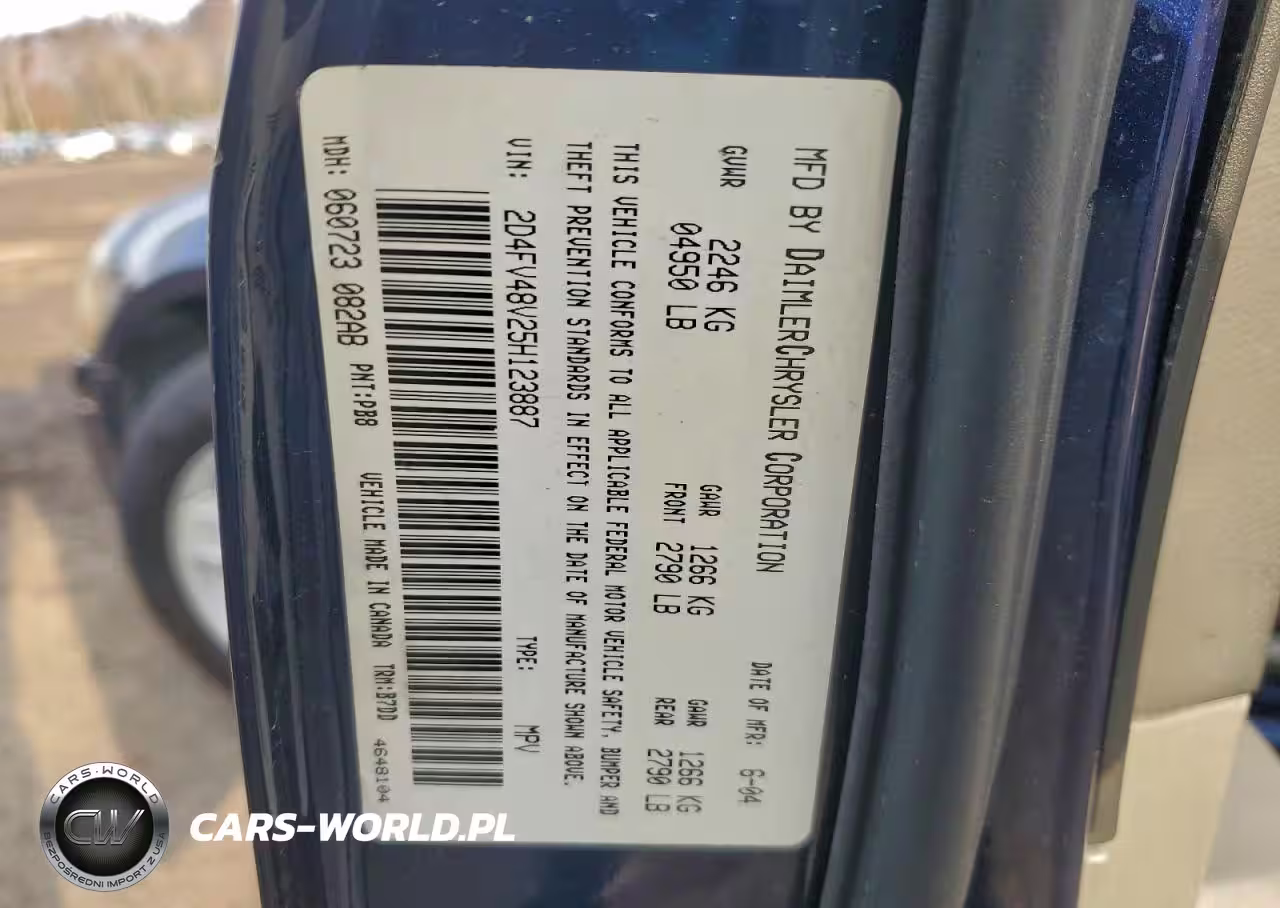 MFD BY DAIMLERCHRYSLER CORPORATION
DATE OF MFR: 6-04
GVWR 2246 KG
04950 LB
GAWR 1266 KG
FRONT 2790 LB
GAWR 1266 KG
REAR 2790 LB
THIS VEHICLE CONFORMS TO ALL APPLICABLE FEDERAL MOTOR VEHICLE SAFETY, BUMPER AND
THEFT PREVENTION STANDARDS IN EFFECT ON THE DATE OF MANUFACTURE SHOWN ABOVE.
VIN: 2D4FV48V25H123887 TYPE: MPV
MDH: 060723 082AB PNT:PB8 VEHICLE MADE IN CANADA TRM:B7DD 4648104
CARS-WORLD
CW
BEZPOŚREDNI IMPORT Z USA
CARS-WORLD.PL